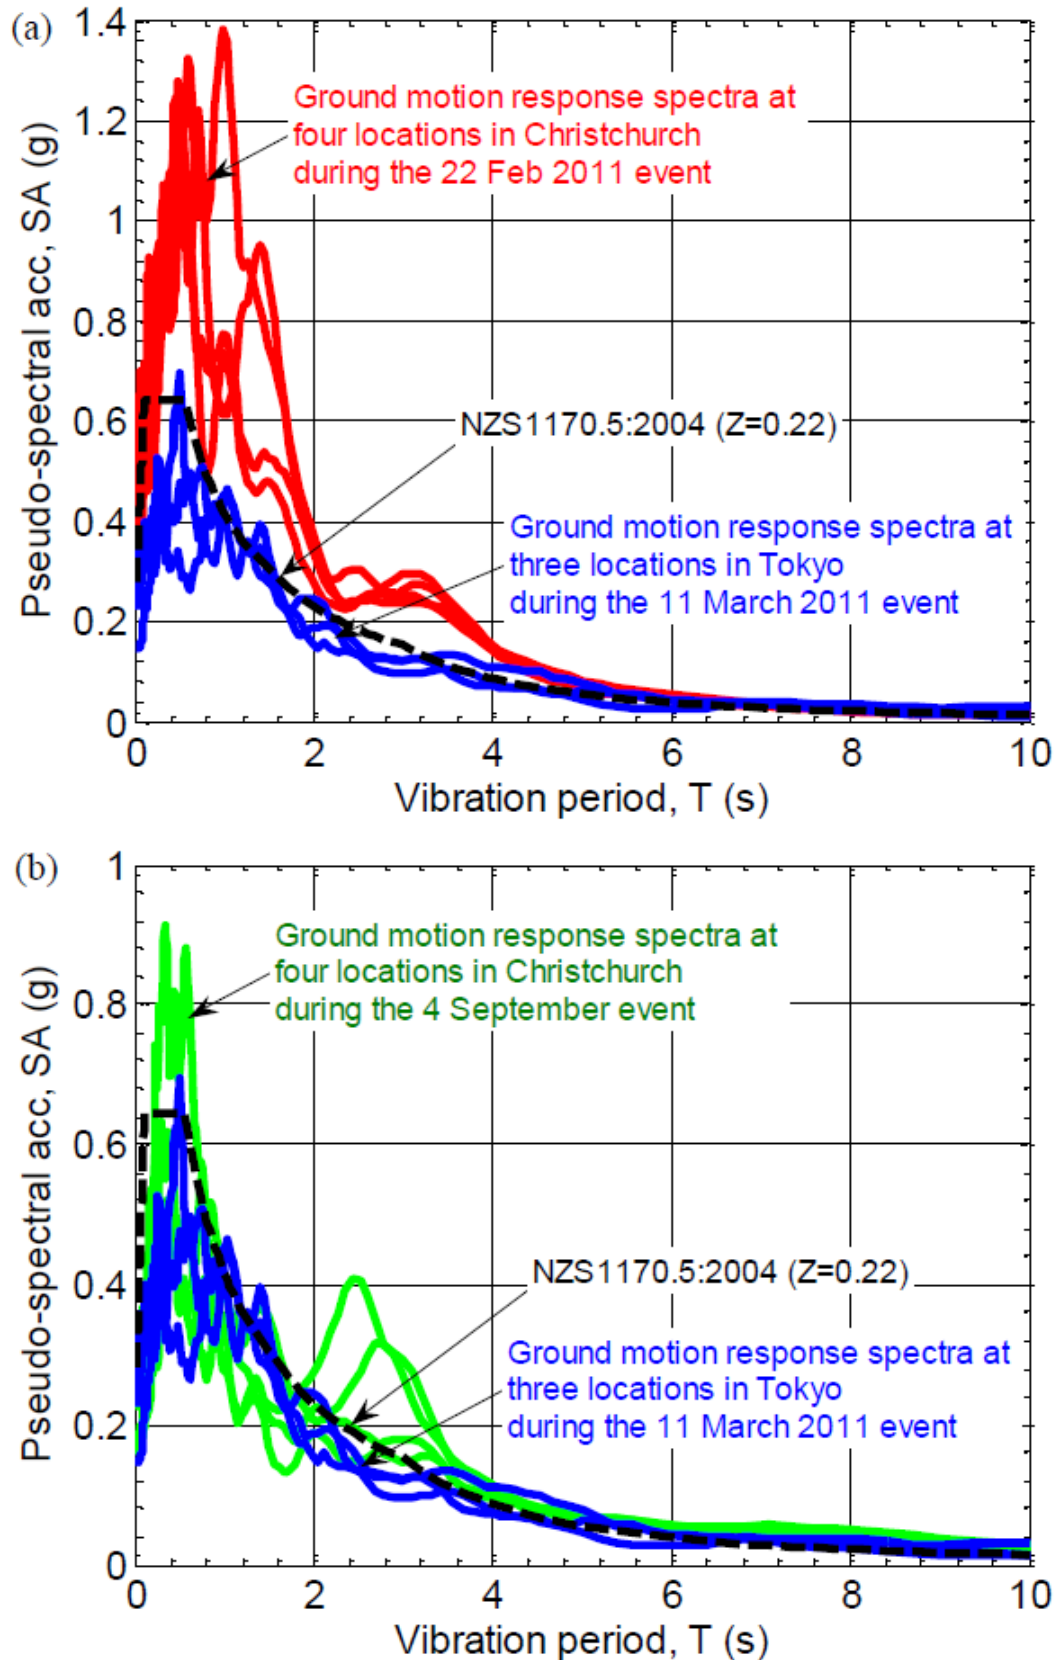 (a)
1.4
1.2
1
0.8
0.6
0.4
0.2
0
Pseudo-spectral acc, SA (g)
Ground motion response spectra at
four locations in Christchurch
during the 22 Feb 2011 event
NZS1170.5:2004 (Z=0.22)
Ground motion response spectra at
three locations in Tokyo
during the 11 March 2011 event
0 2 4 6 8 10
Vibration period, T (s)
(b)
1
0.8
0.6
0.4
0.2
0
Pseudo-spectral acc, SA (g)
Ground motion response spectra at
four locations in Christchurch
during the 4 September event
NZS1170.5:2004 (Z=0.22)
Ground motion response spectra at
three locations in Tokyo
during the 11 March 2011 event
0 2 4 6 8 10
Vibration period, T (s)